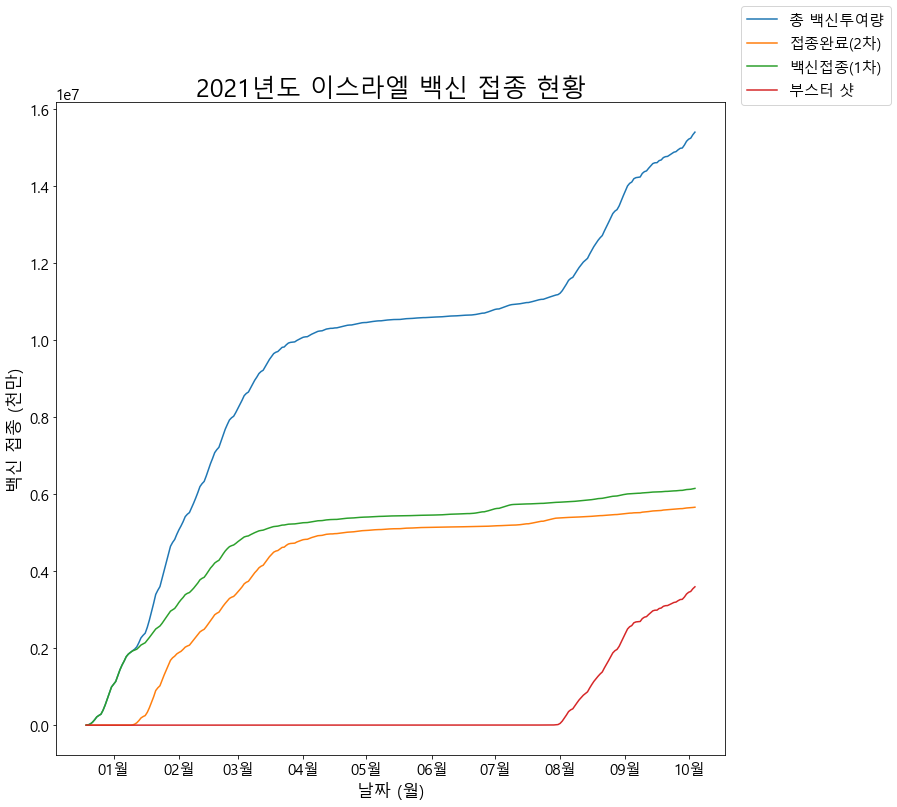 총 백신투여량
접종완료(2차)
백신접종(1차)
부스터 샷
2021년도 이스라엘 백신 접종 현황
1e7
1.6
1.4
1.2
1.0
0.8
0.6
0.4
0.2
0.0
백신 접종 (천만)
01월 02월 03월 04월 05월 06월 07월 08월 09월 10월
날짜 (월)